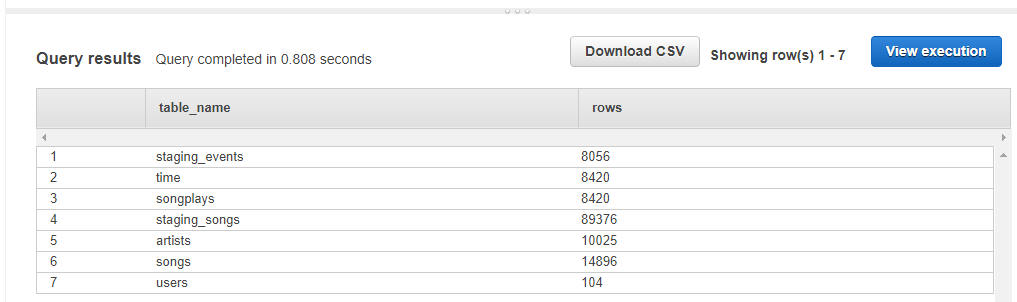 Query results Query completed in 0.808 seconds Download CSV Showing row(s) 1 - 7 View execution
table_name rows
1 staging_events 8056
2 time 8420
3 songplays 8420
4 staging_songs 89376
5 artists 10025
6 songs 14896
7 users 104